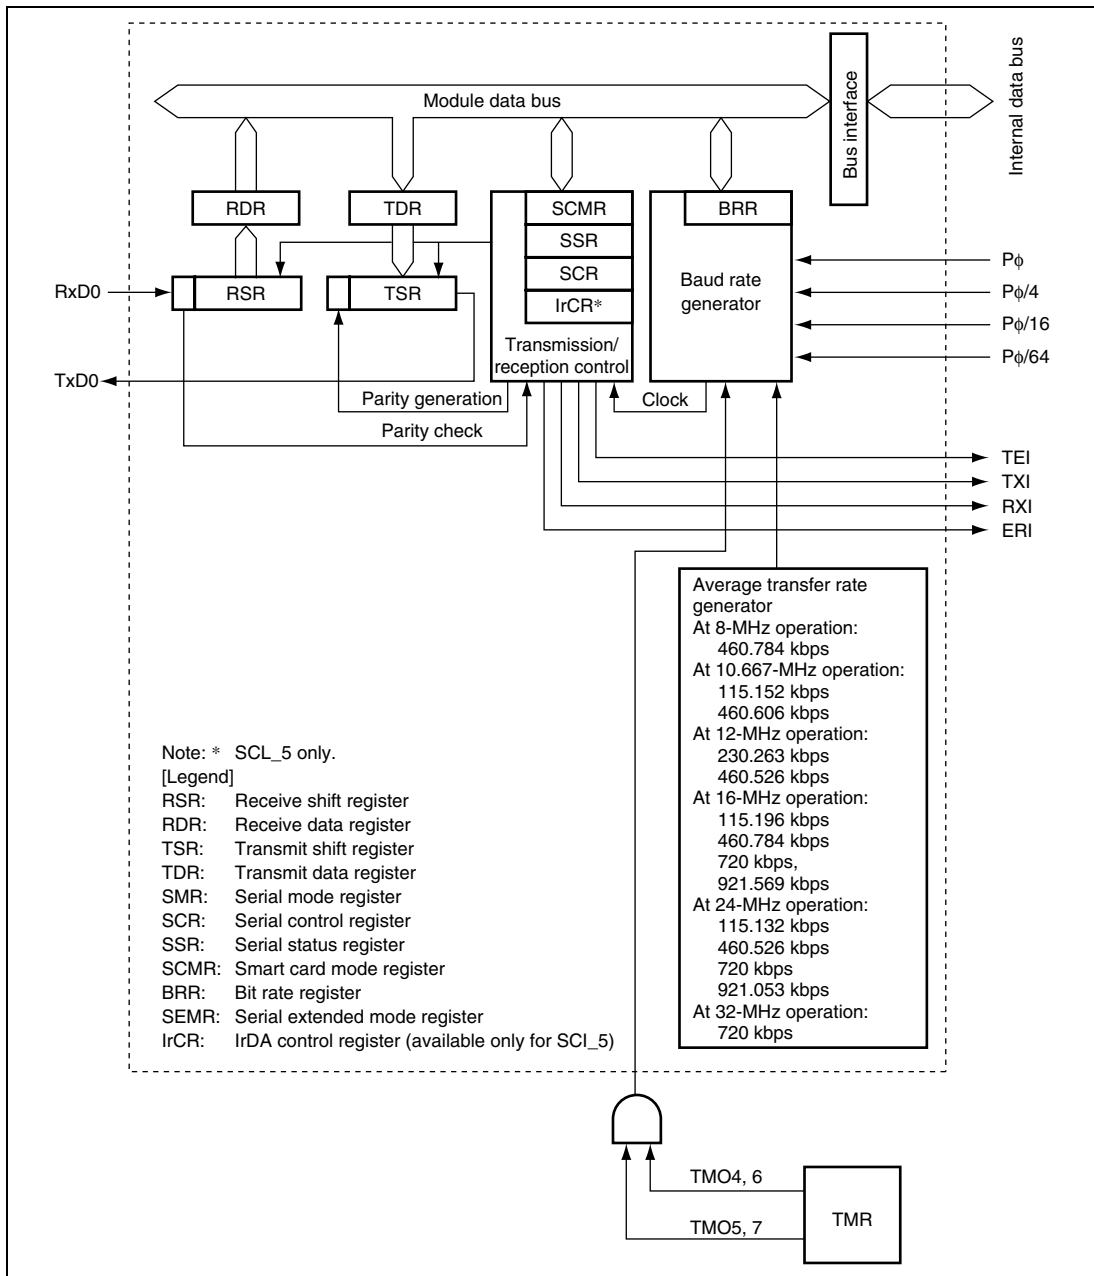 Module data bus
Bus interface
Internal data bus
RDR
TDR
SCMR
BRR
SSR
SCR
IrCR*
RSR
TSR
Baud rate
generator
Transmission/
reception control
RxD0
TxD0
Pϕ
Pϕ/4
Pϕ/16
Pϕ/64
Parity generation
Clock
Parity check
TEI
TXI
RXI
ERI
Average transfer rate
generator
At 8-MHz operation:
460.784 kbps
At 10.667-MHz operation:
115.152 kbps
460.606 kbps
At 12-MHz operation:
230.263 kbps
460.526 kbps
At 16-MHz operation:
115.196 kbps
460.784 kbps
720 kbps,
921.569 kbps
At 24-MHz operation:
115.132 kbps
460.526 kbps
720 kbps
921.053 kbps
At 32-MHz operation:
720 kbps
Note: * SCL_5 only.
[Legend]
RSR: Receive shift register
RDR: Receive data register
TSR: Transmit shift register
TDR: Transmit data register
SMR: Serial mode register
SCR: Serial control register
SSR: Serial status register
SCMR: Smart card mode register
BRR: Bit rate register
SEMR: Serial extended mode register
IrCR: IrDA control register (available only for SCI_5)
TMO4, 6
TMO5, 7
TMR